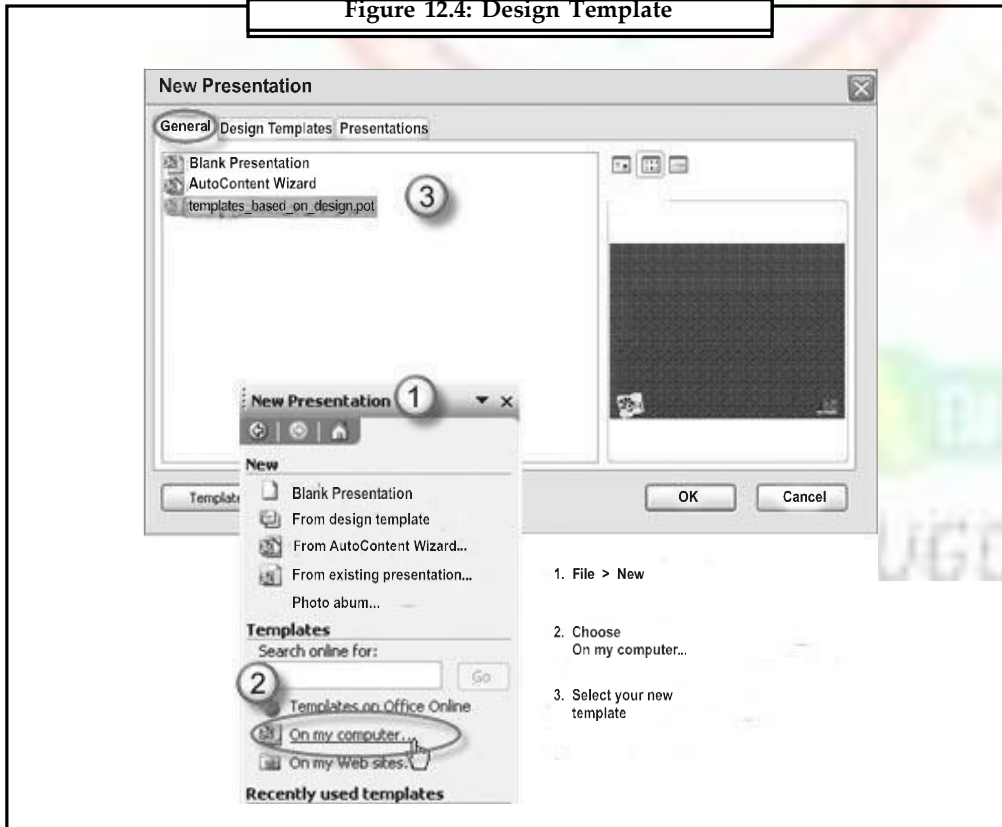 Figure 12.4: Design Template
New Presentation
General Design Templates Presentations
Blank Presentation
AutoContent Wizard
templates_based_on_design.pot
3
New Presentation 1
New
Blank Presentation
From design template
From AutoContent Wizard...
From existing presentation...
Photo abum...
Templates
Search online for:
Go
2
Templates on Office Online
On my computer...
On my Web sites...
Recently used templates
OK Cancel
1. File > New
2. Choose
On my computer...
3. Select your new
template